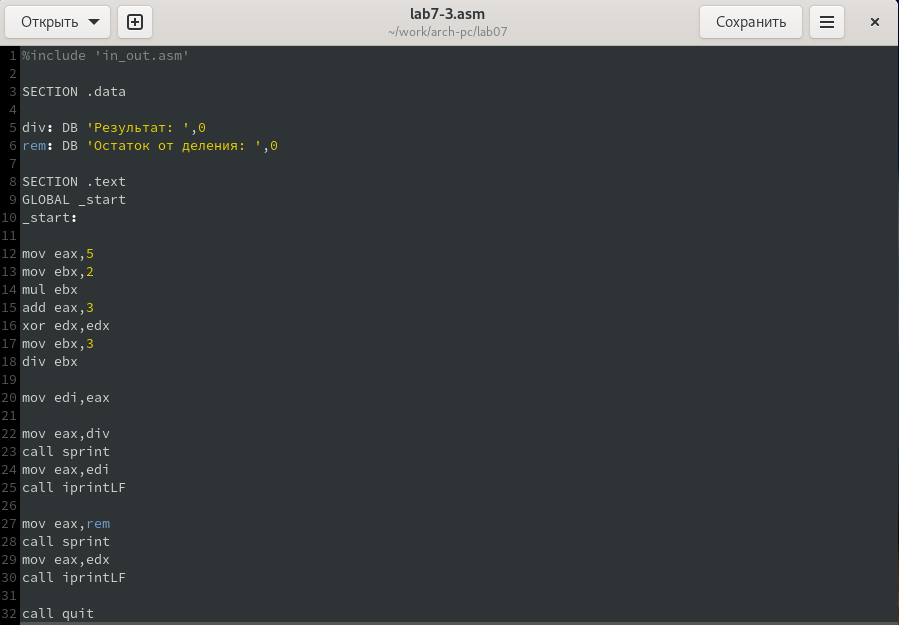 Открыть
lab7-3.asm
~/work/arch-pc/lab07
Сохранить
1 %include 'in_out.asm'
2
3 SECTION .data
4
5 div: DB 'Результат: ',0
6 rem: DB 'Остаток от деления: ',0
7
8 SECTION .text
9 GLOBAL _start
10 _start:
11
12 mov eax,5
13 mov ebx,2
14 mul ebx
15 add eax,3
16 xor edx,edx
17 mov ebx,3
18 div ebx
19
20 mov edi,eax
21
22 mov eax,div
23 call sprint
24 mov eax,edi
25 call iprintLF
26
27 mov eax,rem
28 call sprint
29 mov eax,edx
30 call iprintLF
31
32 call quit